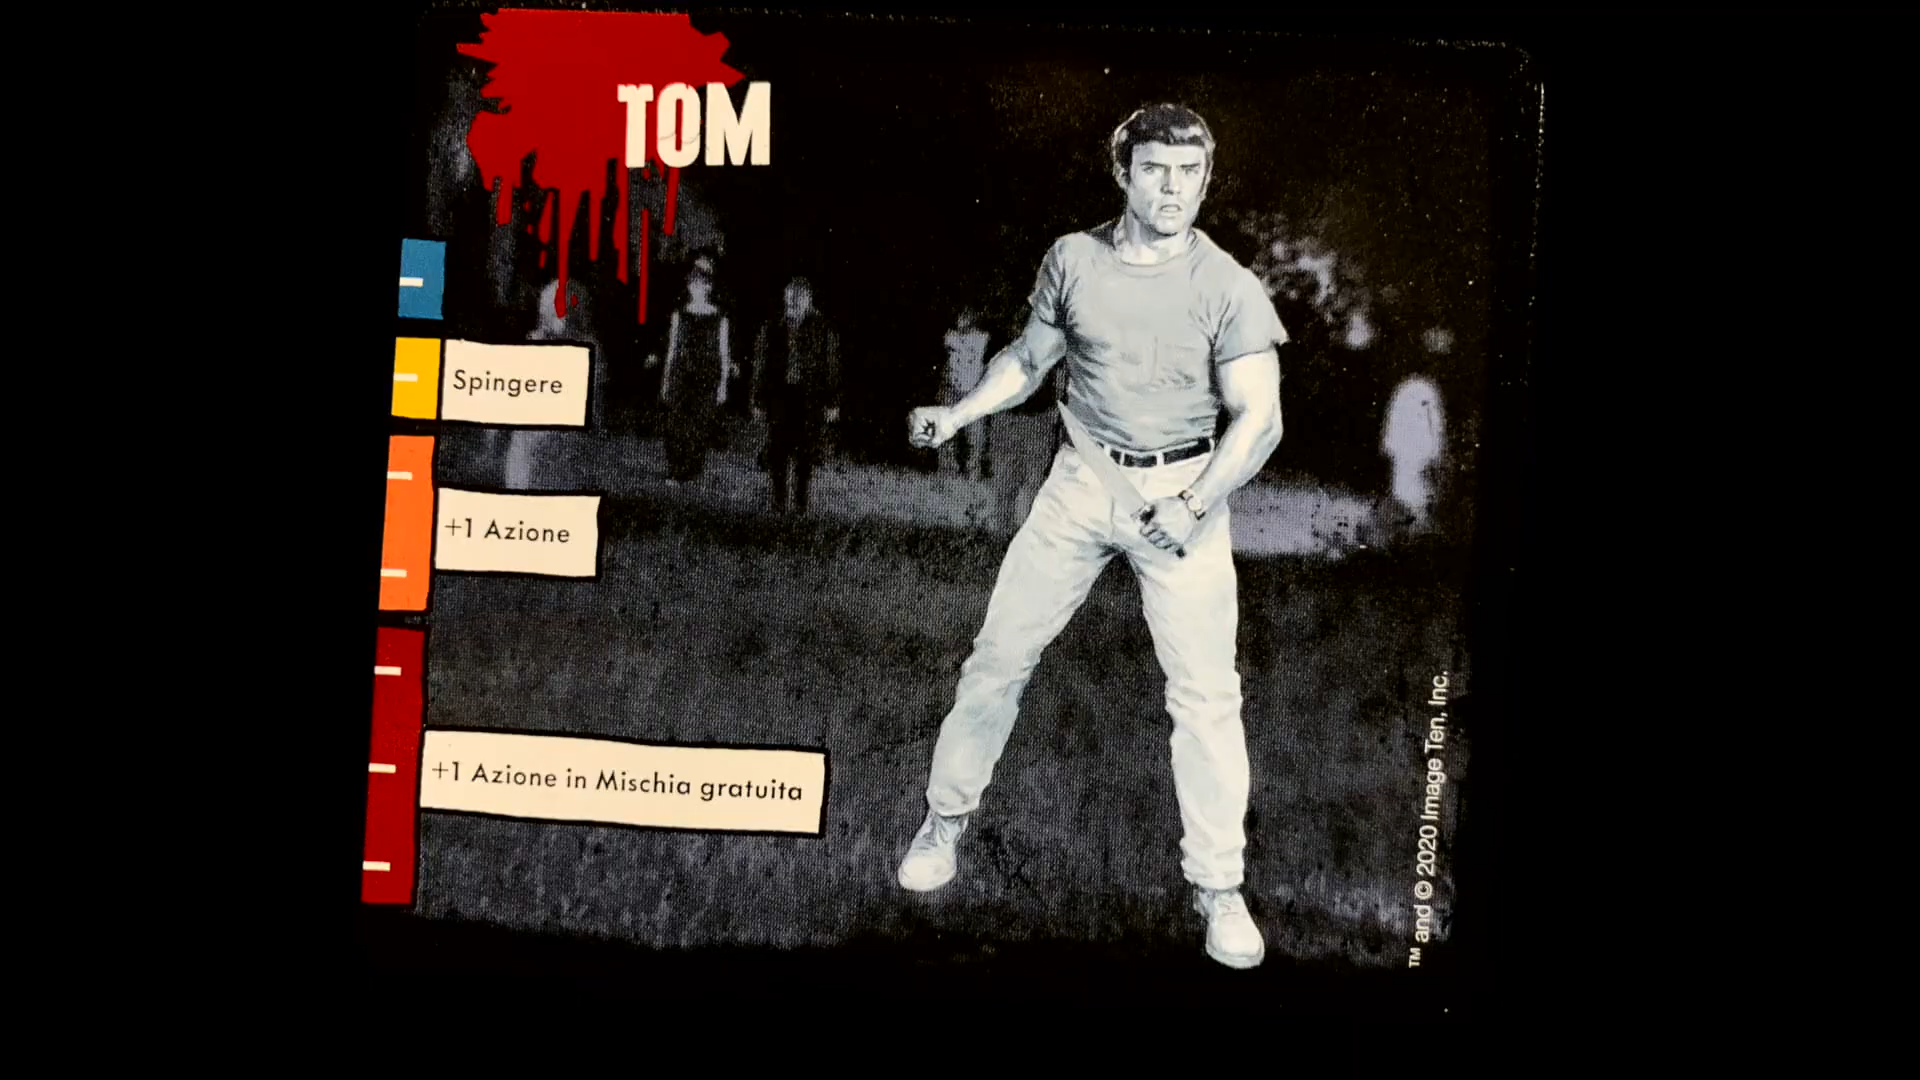 TOM
Spingere
+1 Azione
+1 Azione in Mischia gratuita
™ and © 2020 Image Ten, Inc.